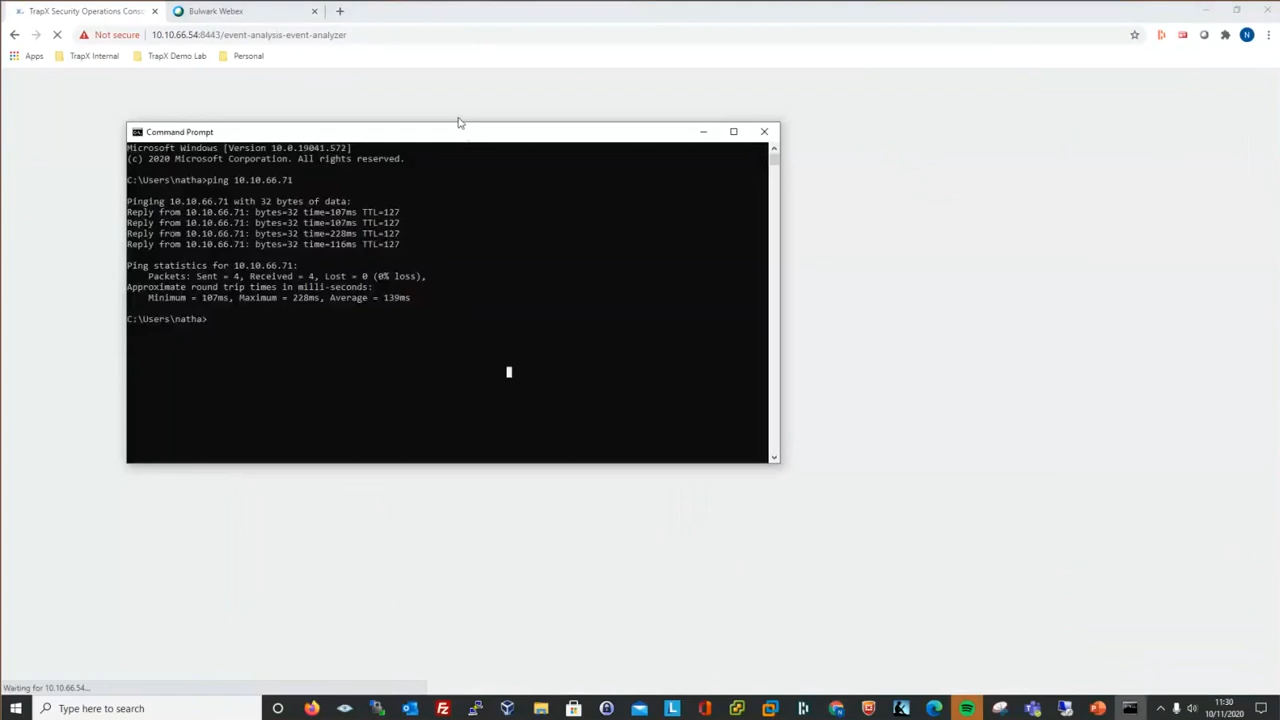 TrapX Security Operations Cons
Bulwark Webex
Not secure
10.10.66.54:8443/event-analysis-event-analyzer
N
Apps
TrapX Internal
TrapX Demo Lab
Personal
Command Prompt
Microsoft Windows [Version 10.0.19041.572]
(c) 2020 Microsoft Corporation. All rights reserved.
C:\Users\natha>ping 10.10.66.71
Pinging 10.10.66.71 with 32 bytes of data:
Reply from 10.10.66.71: bytes=32 time=107ms TTL=127
Reply from 10.10.66.71: bytes=32 time=107ms TTL=127
Reply from 10.10.66.71: bytes=32 time=228ms TTL=127
Reply from 10.10.66.71: bytes=32 time=116ms TTL=127
Ping statistics for 10.10.66.71:
Packets: Sent = 4, Received = 4, Lost = 0 (0% loss),
Approximate round trip times in milli-seconds:
Minimum = 107ms, Maximum = 228ms, Average = 139ms
C:\Users\natha>
Waiting for 10.10.66.54...
Type here to search
11:30
10/11/2020